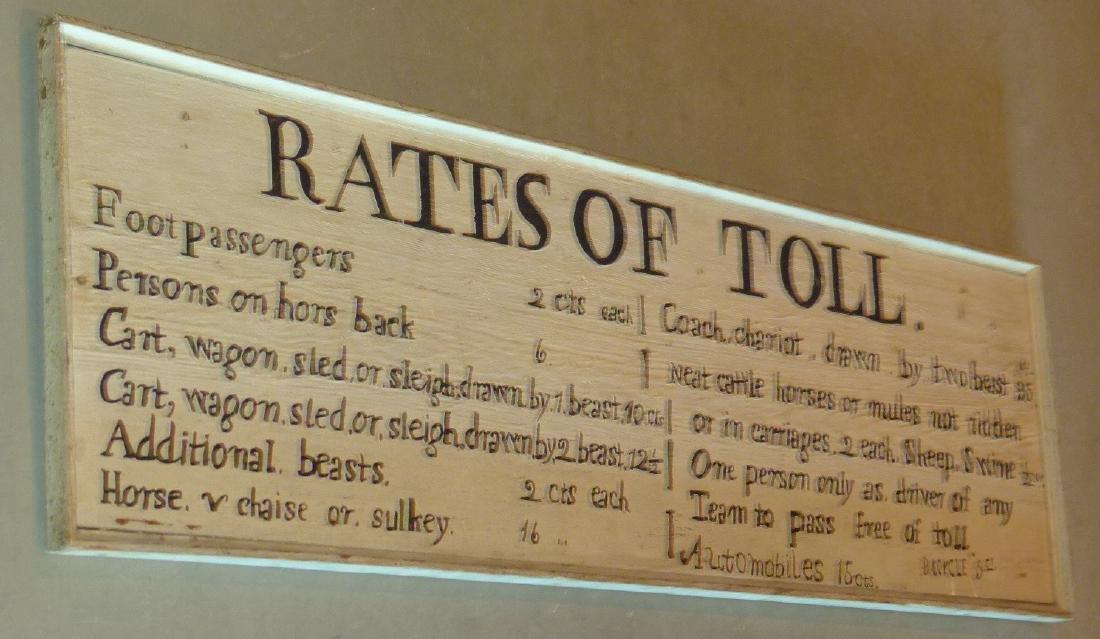 RATES OF TOLL.
Footpassengers 2 cts each
Persons on hors back 6
Cart, wagon, sled, or, sleigh, drawn by, 1, beast, 10 cts
Cart, wagon, sled, or, sleigh, drawn by, 2 beast, 12½
Additional. beasts. 2 cts each
Horse. v chaise or. sulkey. 16 ...
Coach, chariot, drawn by two beast 25
Neat cattle horses or mules not ridden
or in carriages, 2 each. Sheep, Swine
One person only as driver of any
Team to pass free of toll.
Automobiles 15 cts. BICYCLE 5